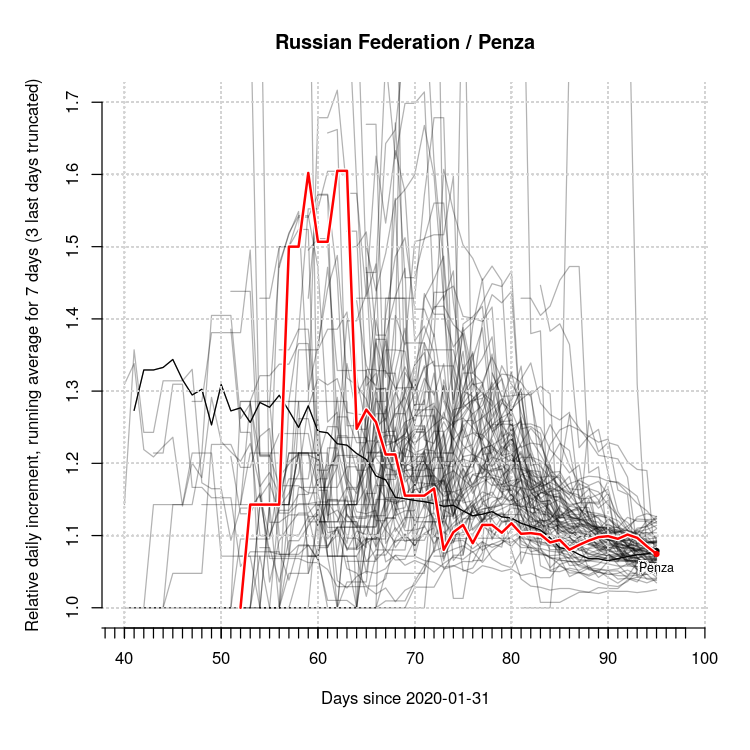 Russian Federation / Penza
Relative daily increment, running average for 7 days (3 last days truncated)
1.7
1.6
1.5
1.4
1.3
1.2
1.1
1.0
Penza
40 50 60 70 80 90 100
Days since 2020-01-31